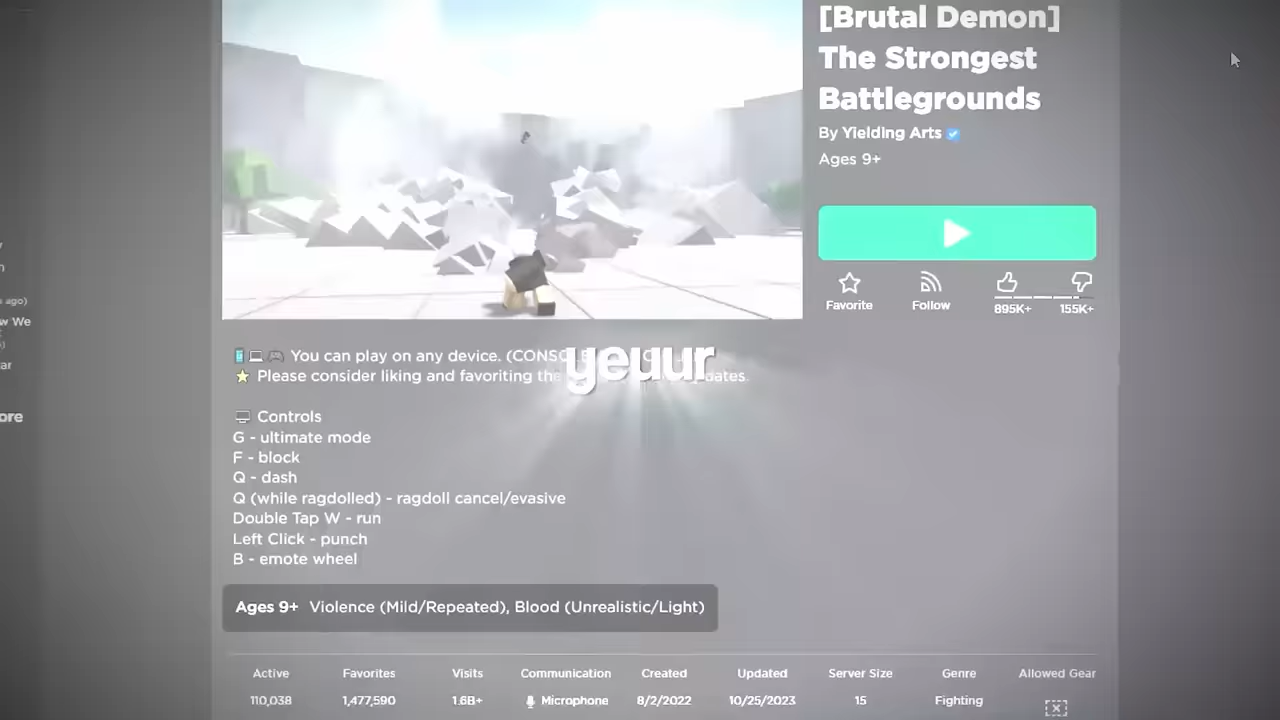 [Brutal Demon]
The Strongest
Battlegrounds
By Yielding Arts
Ages 9+
Favorite
Follow
895K+
155K+
ago)
w We
ar
ore
You can play on any device.
yeuur
Please consider liking and favoriting the
Controls
G - ultimate mode
F - block
Q - dash
Q (while ragdolled) - ragdoll cancel/evasive
Double Tap W - run
Left Click - punch
B - emote wheel
Ages 9+ Violence (Mild/Repeated), Blood (Unrealistic/Light)
Active Favorites Visits Communication Created Updated Server Size Genre Allowed Gear
110,038 1,477,590 1.6B+ Microphone 8/2/2022 10/25/2023 15 Fighting